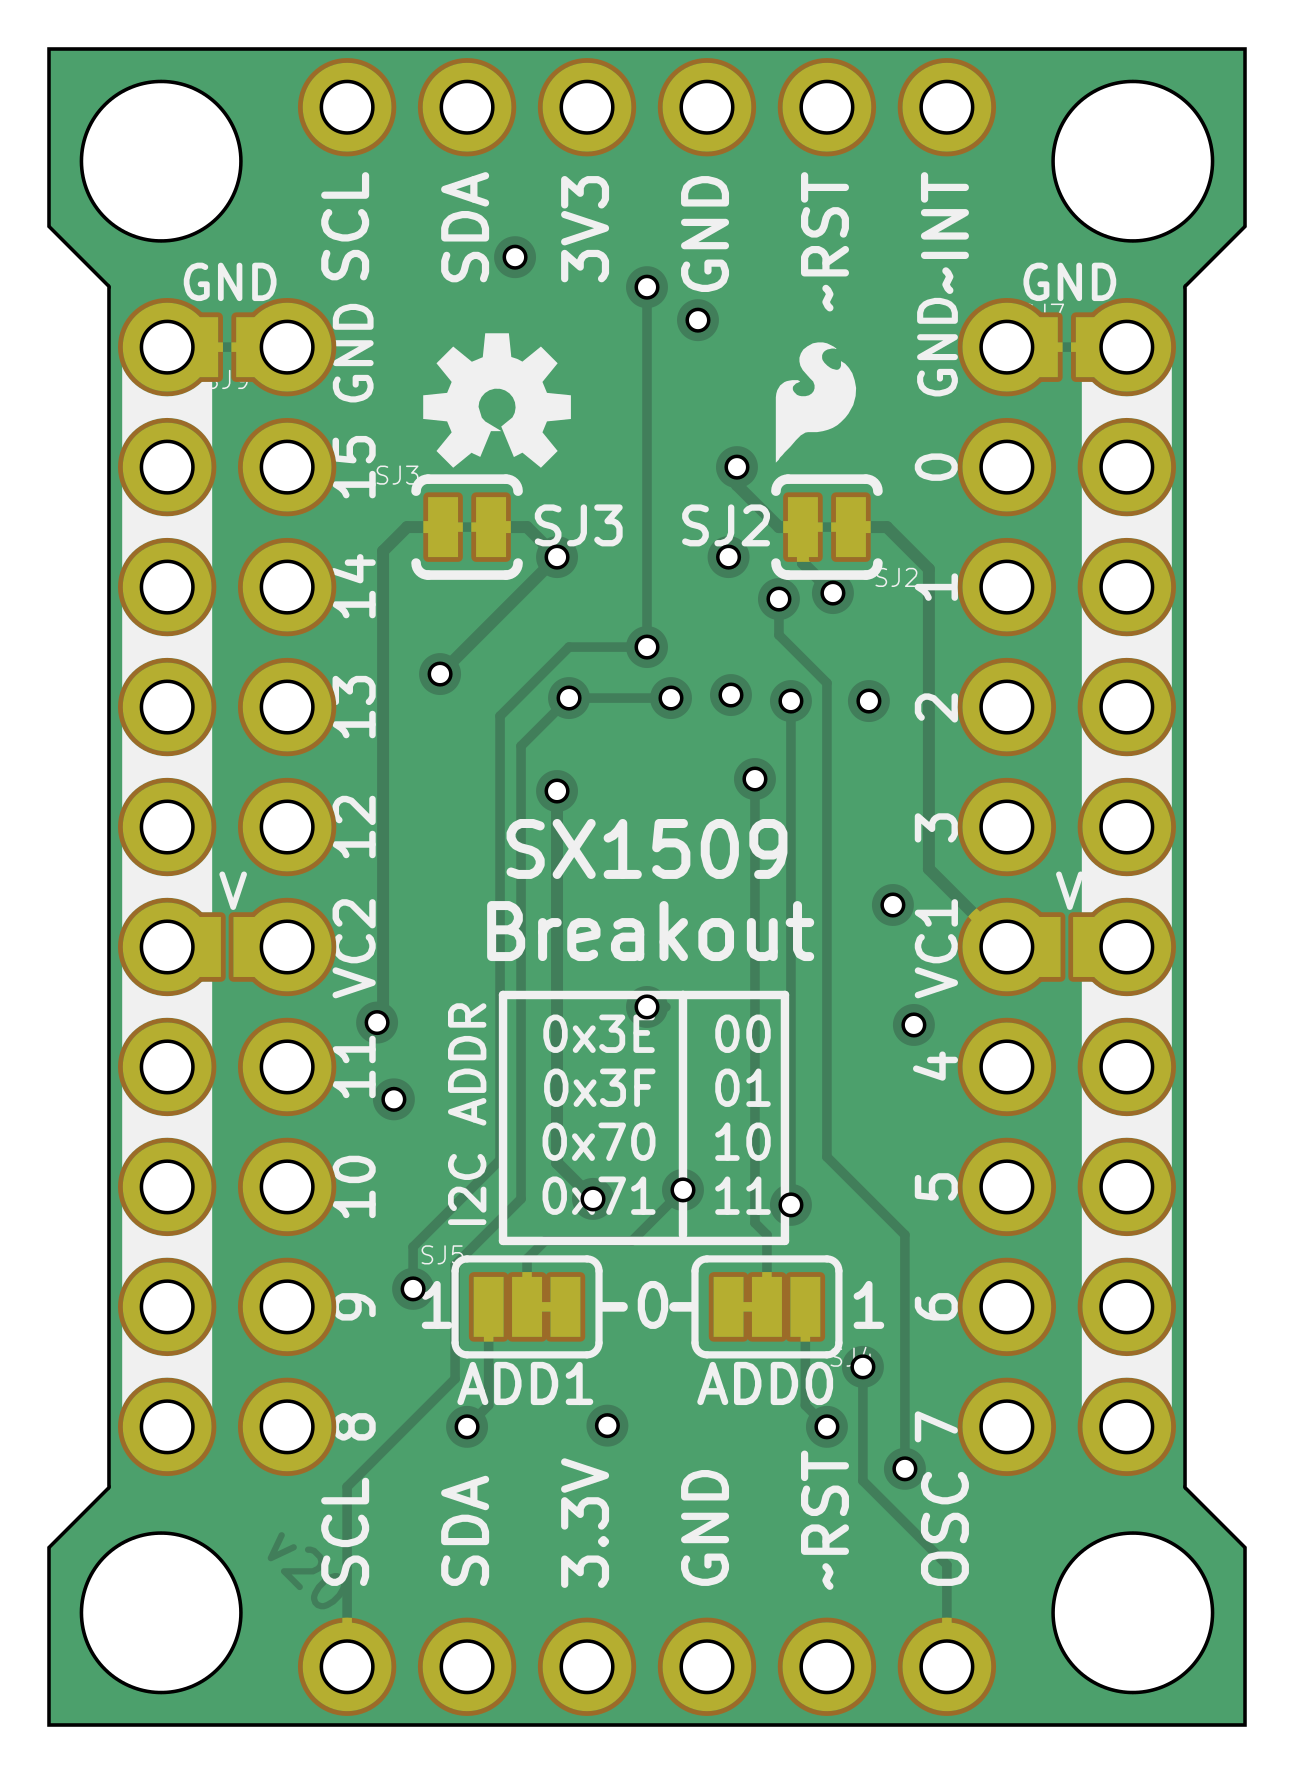 SCL
SDA
3V3
GND
~RST
~INT
GND
GND
GND
GND
SJ7
SJ9
15
0
SJ3
SJ3
SJ2
SJ2
14
1
13
2
12
3
SX1509
V
V
VC2
Breakout
VC1
I2C ADDR
0x3E 00
0x3F 01
0x70 10
0x71 11
11
4
10
5
SJ5
9
1
0
1
6
SJ4
ADD1
ADD0
8
7
SCL
SDA
3.3V
GND
~RST
OSC
v20